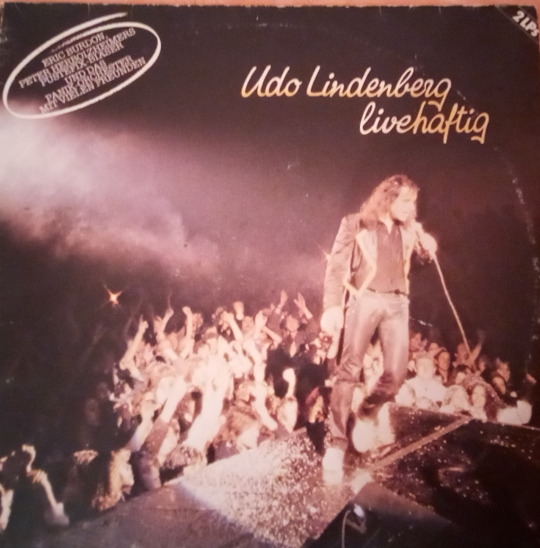 ERIC BURDON,
PETER HERBOLZHEIMERS
UND DAS
PANIKORCHESTER
MIT VIELEN FREUNDEN
2 LPS
Udo Lindenberg
livehaftig